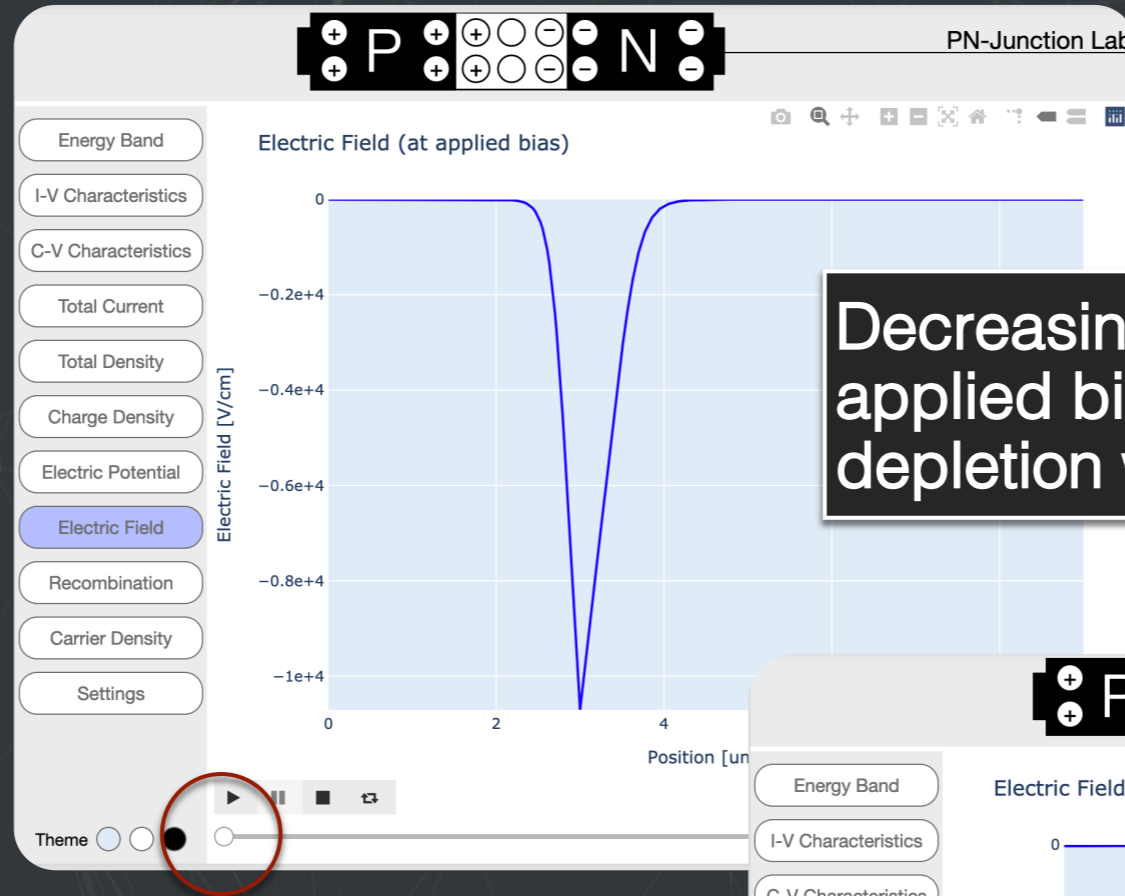 P N
PN-Junction Lab
Energy Band
I-V Characteristics
C-V Characteristics
Total Current
Total Density
Charge Density
Electric Potential
Electric Field
Recombination
Carrier Density
Settings
Theme
Electric Field (at applied bias)
Electric Field [V/cm]
0
−0.2e+4
−0.4e+4
−0.6e+4
−0.8e+4
−1e+4
0 2 4
Position [um
Decreasin
applied bi
depletion
P
Energy Band
I-V Characteristics
C-V Characteristics
Electric Field
0